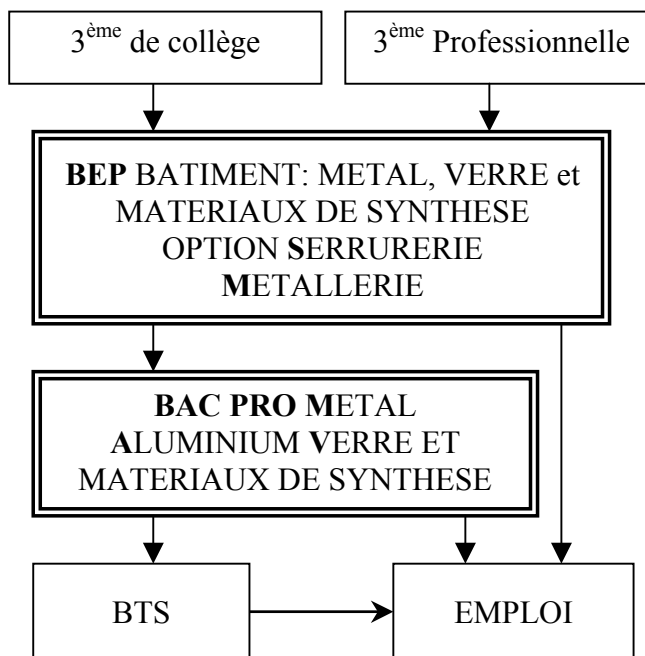 3ème de collège
3ème Professionnelle
BEP BATIMENT: METAL, VERRE et
MATERIAUX DE SYNTHESE
OPTION SERRURERIE
METALLERIE
BAC PRO METAL
ALUMINIUM VERRE ET
MATERIAUX DE SYNTHESE
BTS
EMPLOI